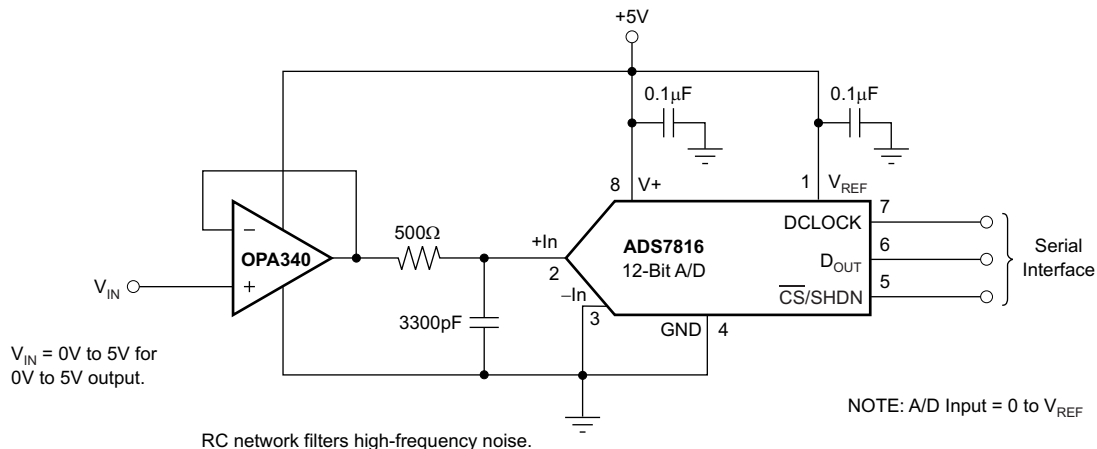 +5V
0.1µF
0.1µF
8
V+
1
VREF
7
DCLOCK
500Ω
+In
ADS7816
6
−
OPA340
2
12-Bit A/D
DOUT
Serial
Interface
VIN
+
−In
5
CS/SHDN
3300pF
3
GND
4
VIN = 0V to 5V for
0V to 5V output.
NOTE: A/D Input = 0 to VREF
RC network filters high-frequency noise.